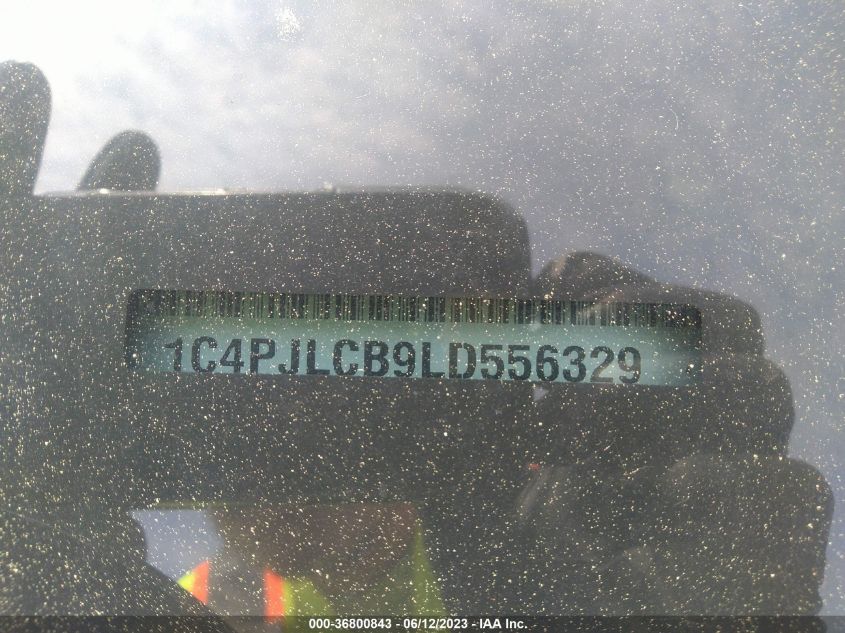 1C4PJLCB9LD556329
000-36800843 - 06/12/2023 - IAA Inc.